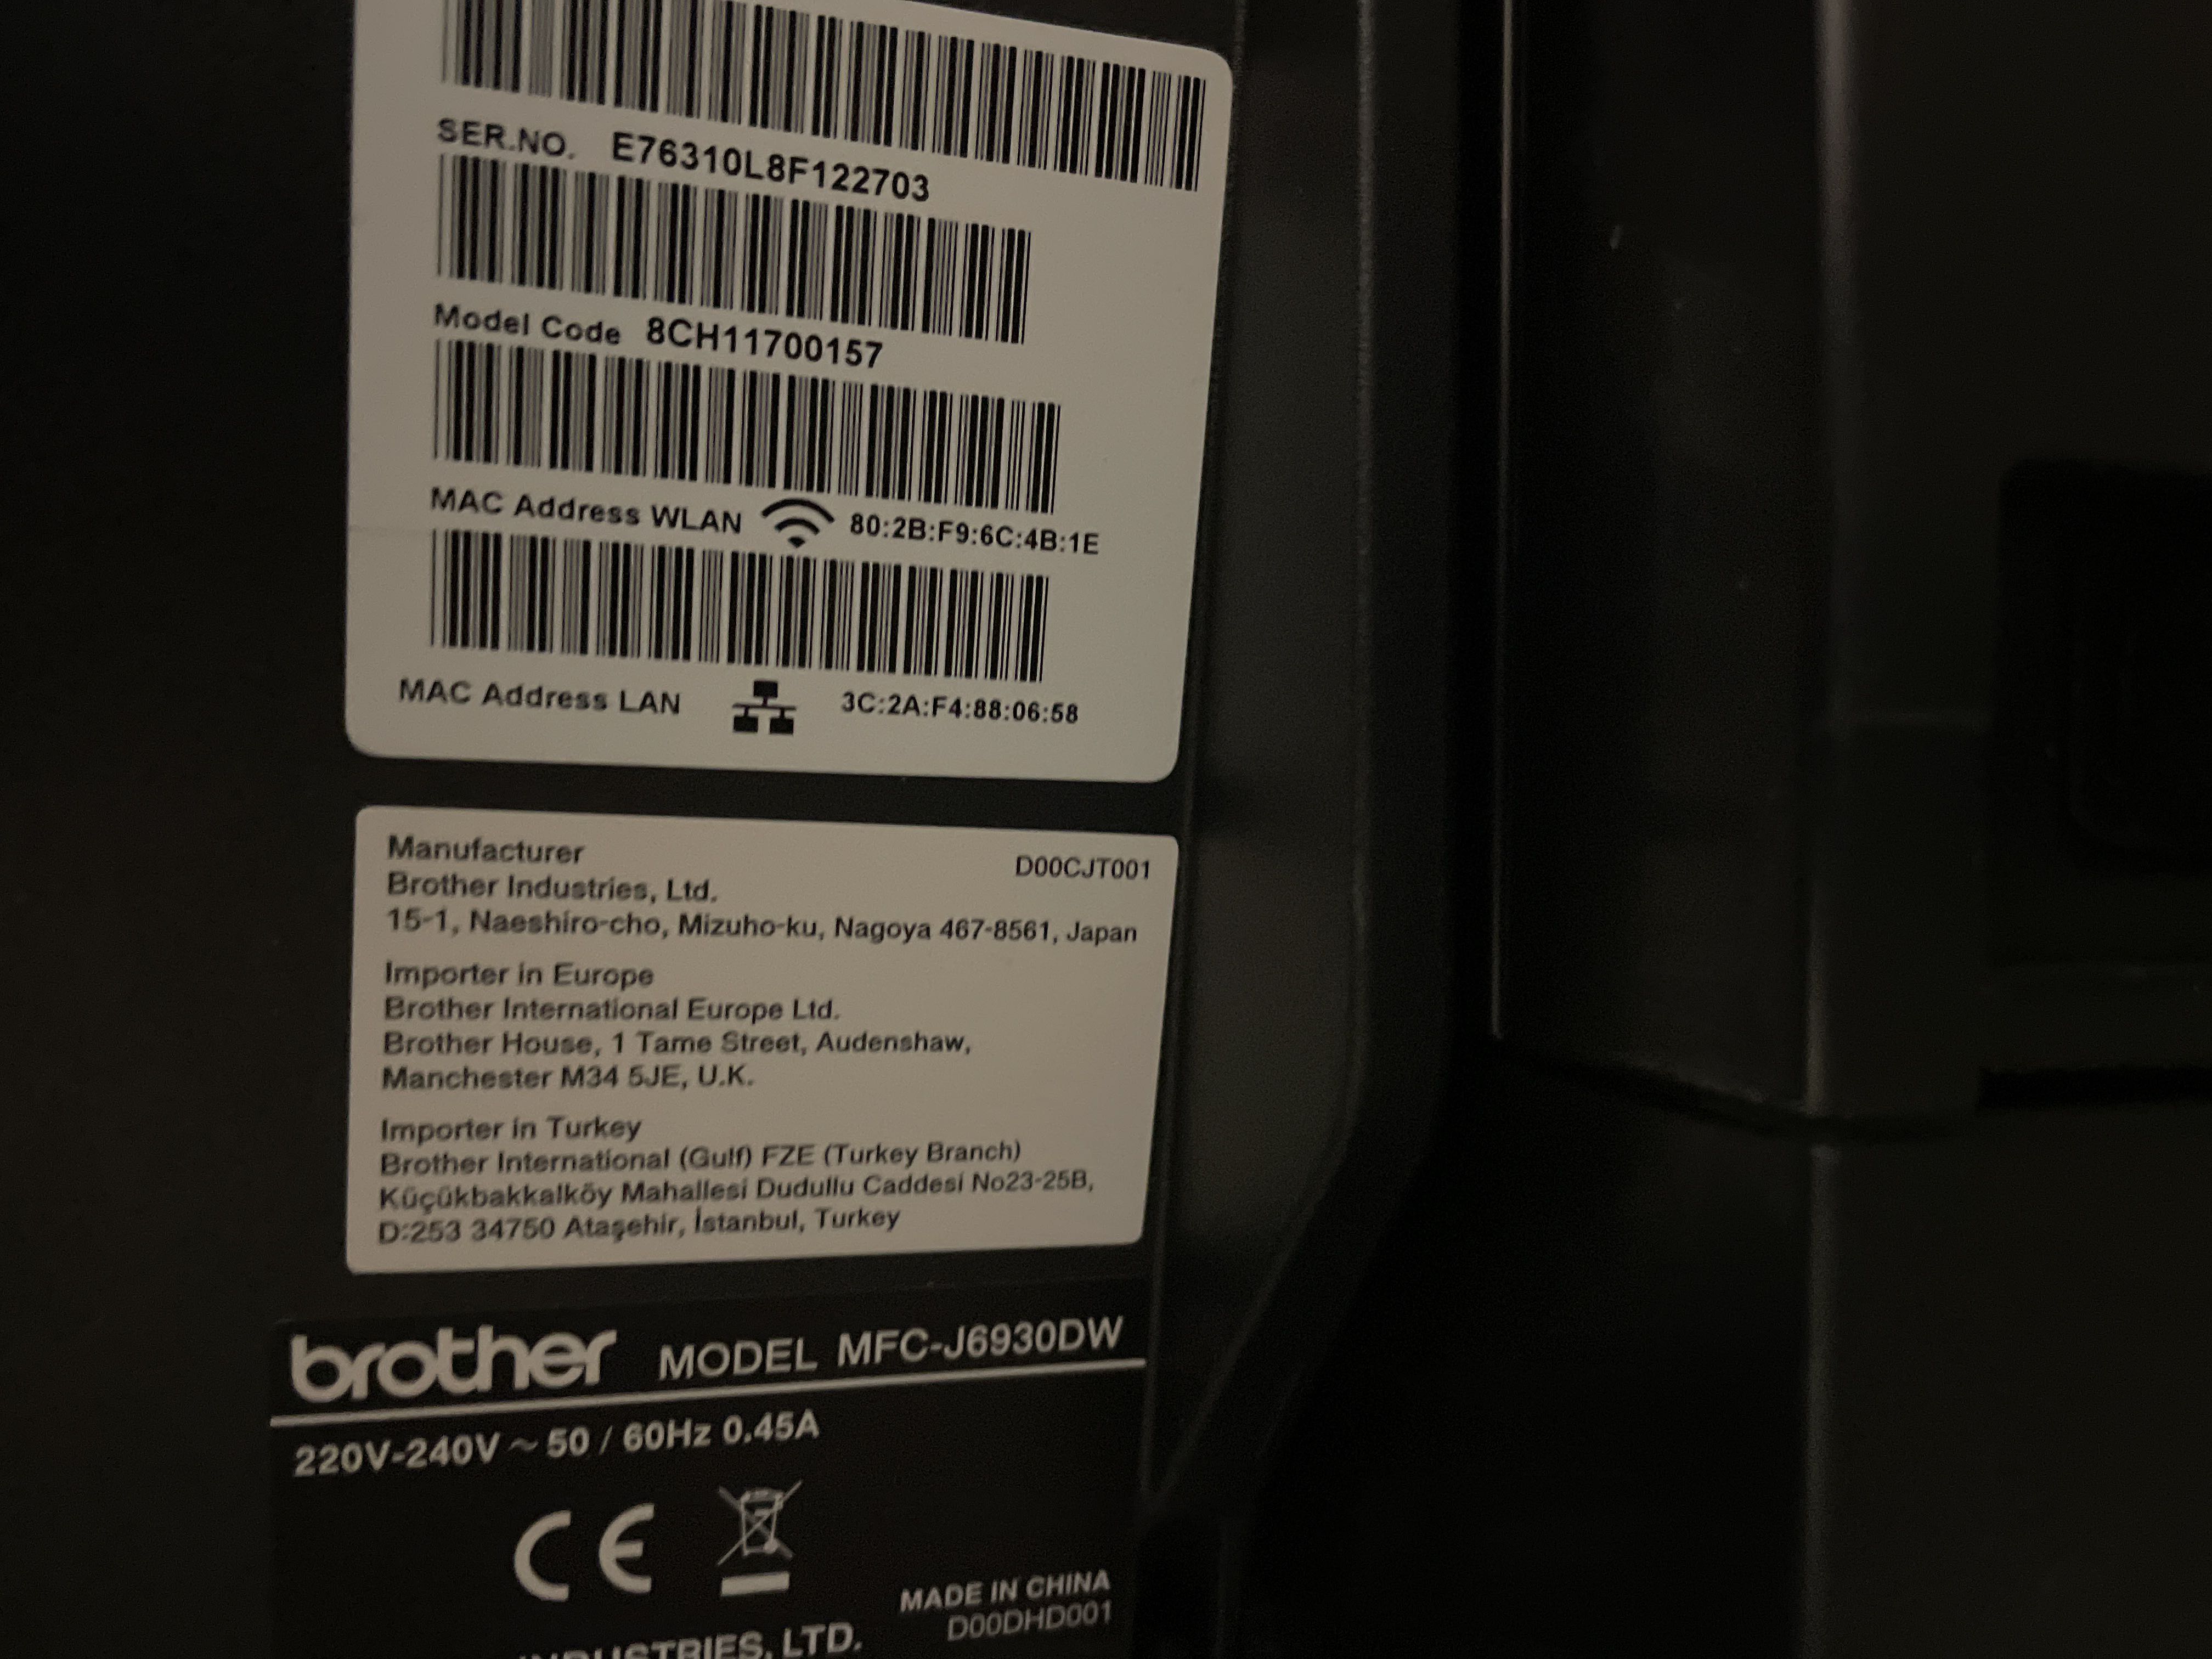 SER.NO. E76310L8F122703
Model Code 8CH11700157
MAC Address WLAN 80:2B:F9:6C:4B:1E
MAC Address LAN 3C:2A:F4:88:06:58
Manufacturer D00CJT001
Brother Industries, Ltd.
15-1, Naeshiro-cho, Mizuho-ku, Nagoya 467-8561, Japan
Importer in Europe
Brother International Europe Ltd.
Brother House, 1 Tame Street, Audenshaw,
Manchester M34 5JE, U.K.
Importer in Turkey
Brother International (Gulf) FZE (Turkey Branch)
Küçükbakkalköy Mahallesi Dudullu Caddesi No23-25B,
D:253 34750 Ataşehir, İstanbul, Turkey
brother MODEL MFC-J6930DW
220V-240V ~ 50 / 60Hz 0.45A
CE
MADE IN CHINA
D00DHD001
INDUSTRIES, LTD.